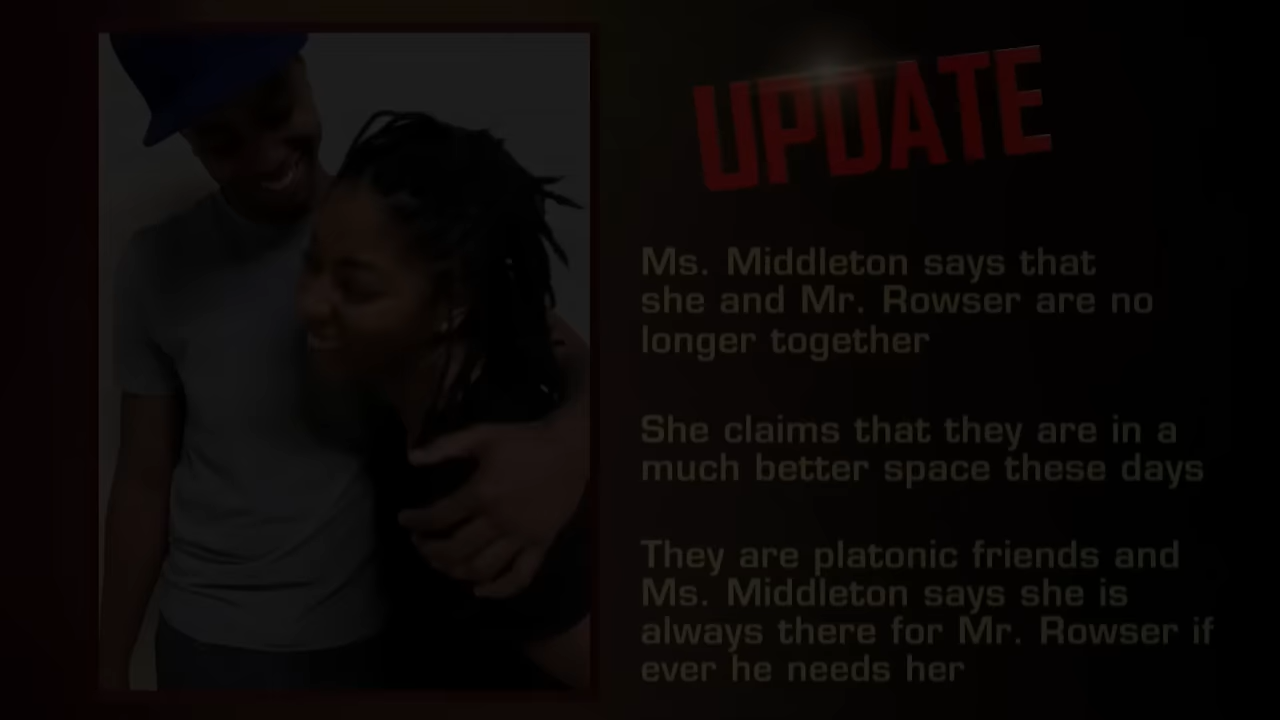 UPDATE
Ms. Middleton says that
she and Mr. Rowser are no
longer together
She claims that they are in a
much better space these days
They are platonic friends and
Ms. Middleton says she is
always there for Mr. Rowser if
ever he needs her